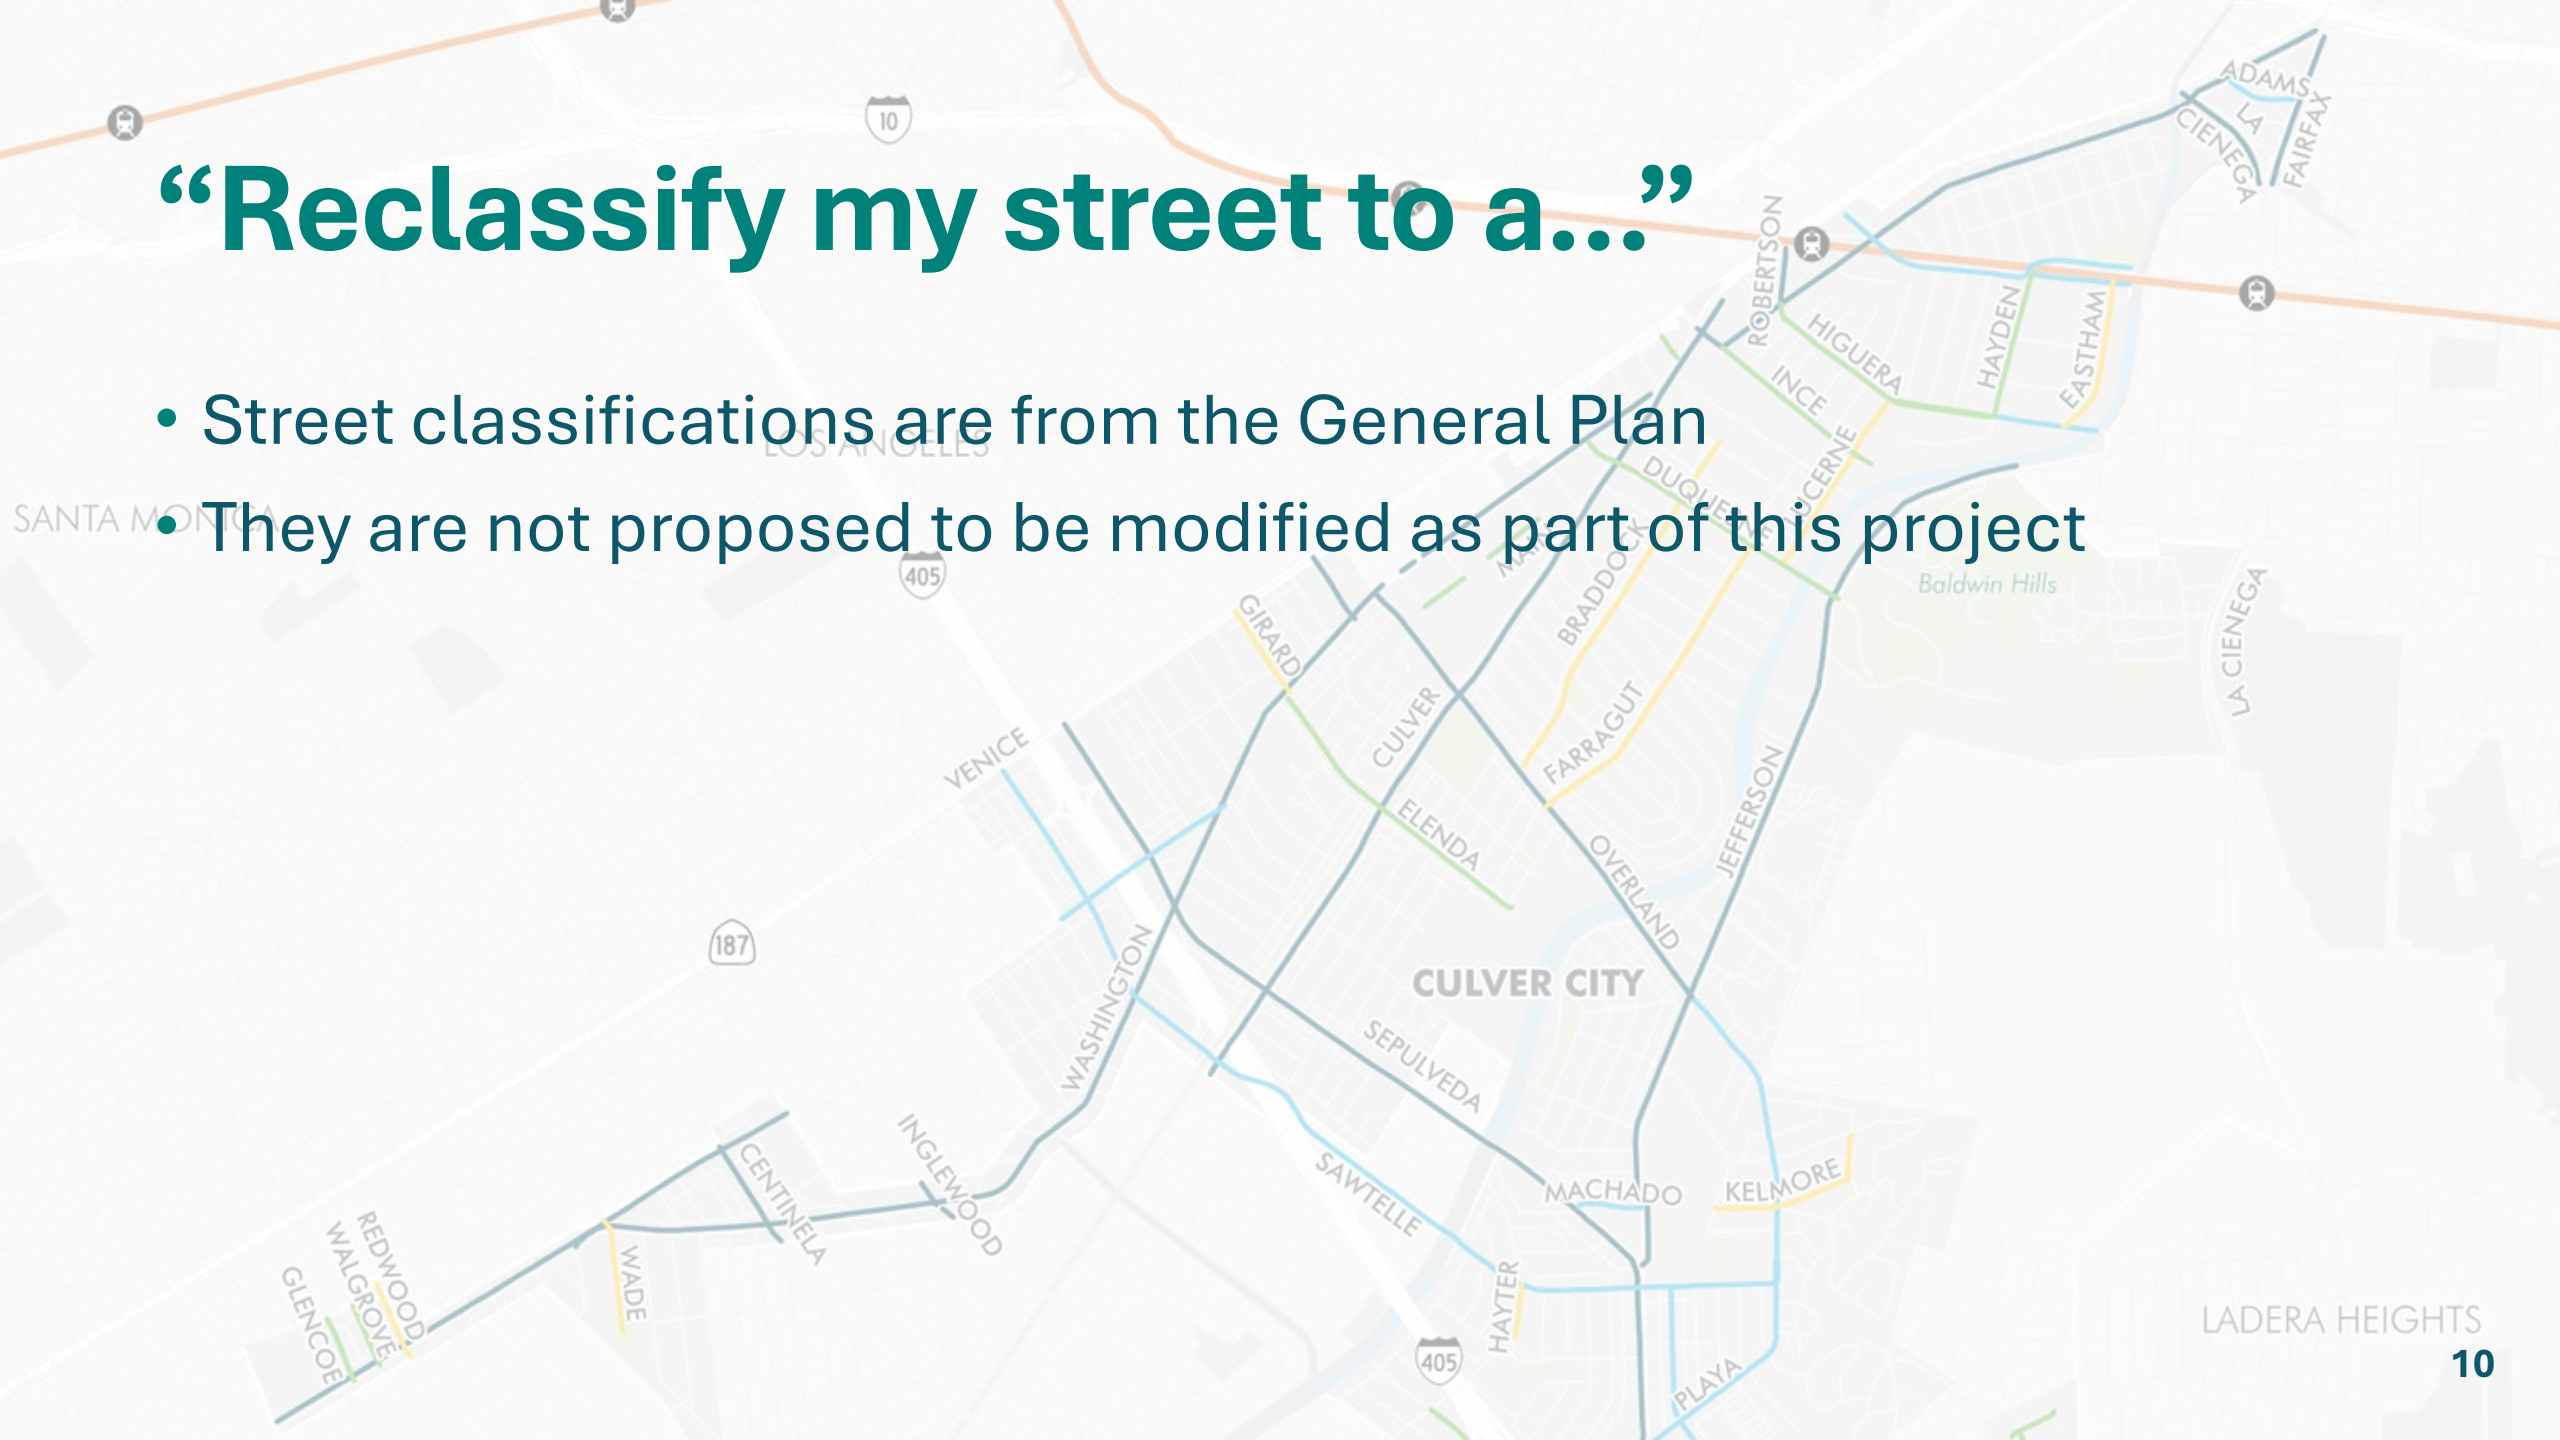 “Reclassify my street to a…”
• Street classifications are from the General Plan
• They are not proposed to be modified as part of this project
10
ADAMS
LA
CIENEGA
FAIRFAX
ROBERTSON
HIGUERA
HAYDEN
EASTHAM
INCE
LOS ANGELES
DUQUESNE
LUCERNE
SANTA MONICA
MAIN
BRADDOCK
405
Baldwin Hills
LA CIENEGA
GIRARD
CULVER
FARRAGUT
VENICE
JEFFERSON
ELENDA
OVERLAND
187
WASHINGTON
CULVER CITY
SEPULVEDA
CENTINELA
INGLEWOOD
SAWTELLE
MACHADO
KELMORE
REDWOOD
WALGROVE
GLENCOE
WADE
HAYTER
LADERA HEIGHTS
405
PLAYA
10